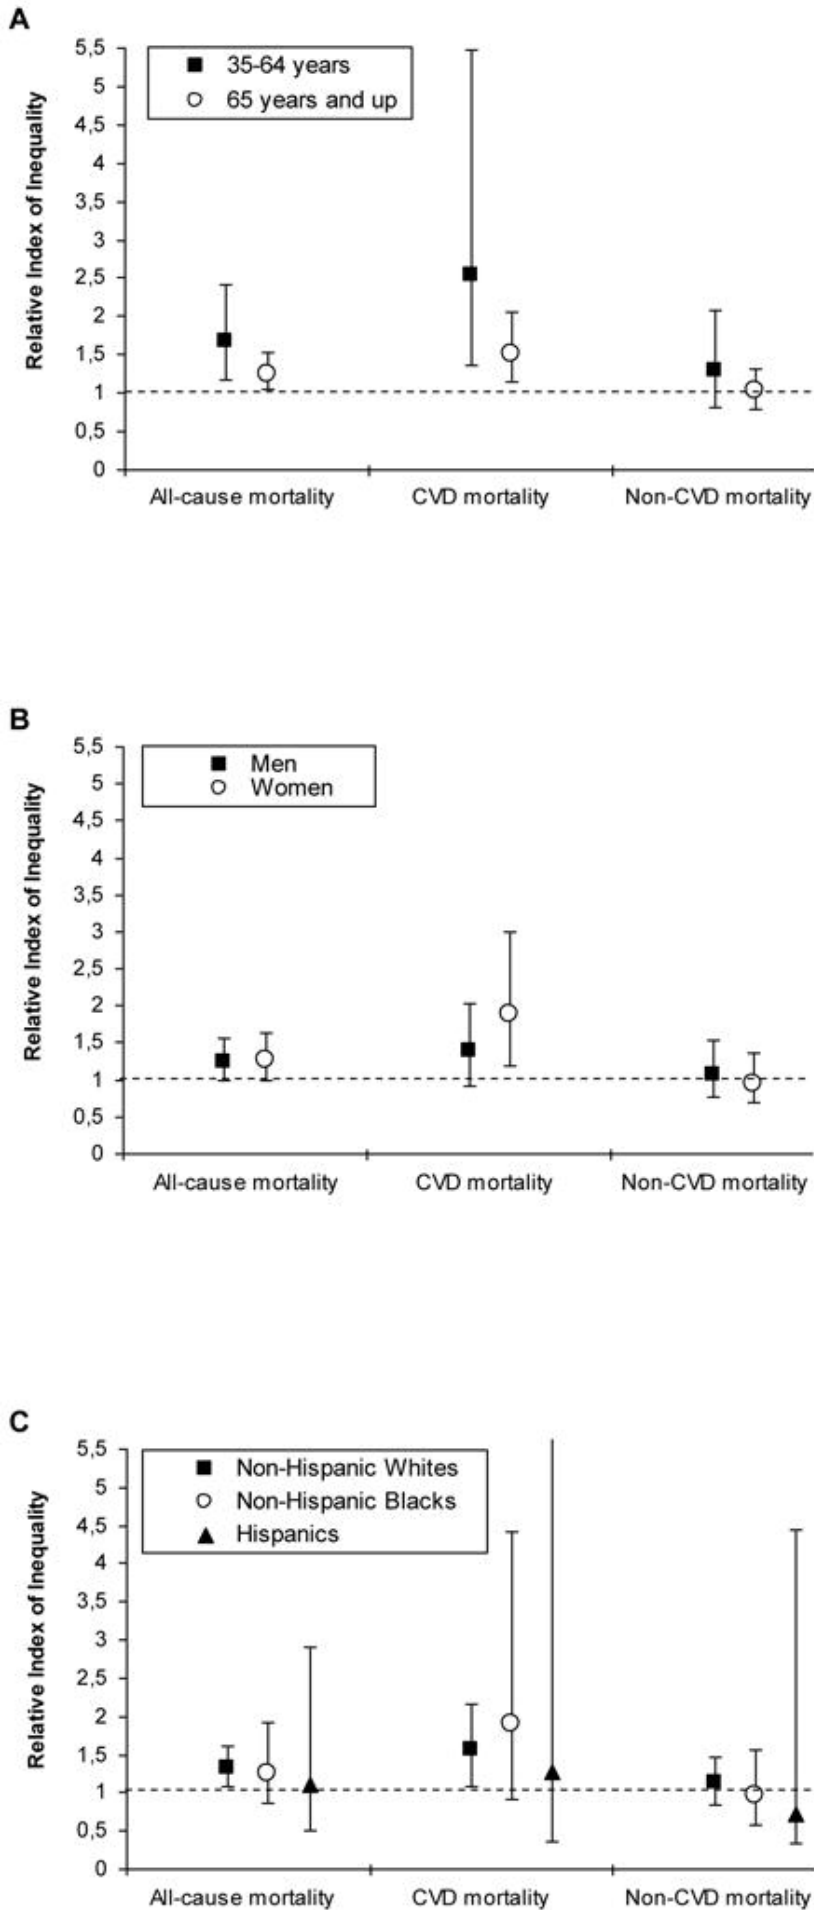 A
Relative Index of Inequality
5,5
5
4,5
4
3,5
3
2,5
2
1,5
1
0,5
0
35-64 years
65 years and up
All-cause mortality
CVD mortality
Non-CVD mortality
B
Relative Index of Inequality
5,5
5
4,5
4
3,5
3
2,5
2
1,5
1
0,5
0
Men
Women
All-cause mortality
CVD mortality
Non-CVD mortality
C
Relative Index of Inequality
5,5
5
4,5
4
3,5
3
2,5
2
1,5
1
0,5
0
Non-Hispanic Whites
Non-Hispanic Blacks
Hispanics
All-cause mortality
CVD mortality
Non-CVD mortality